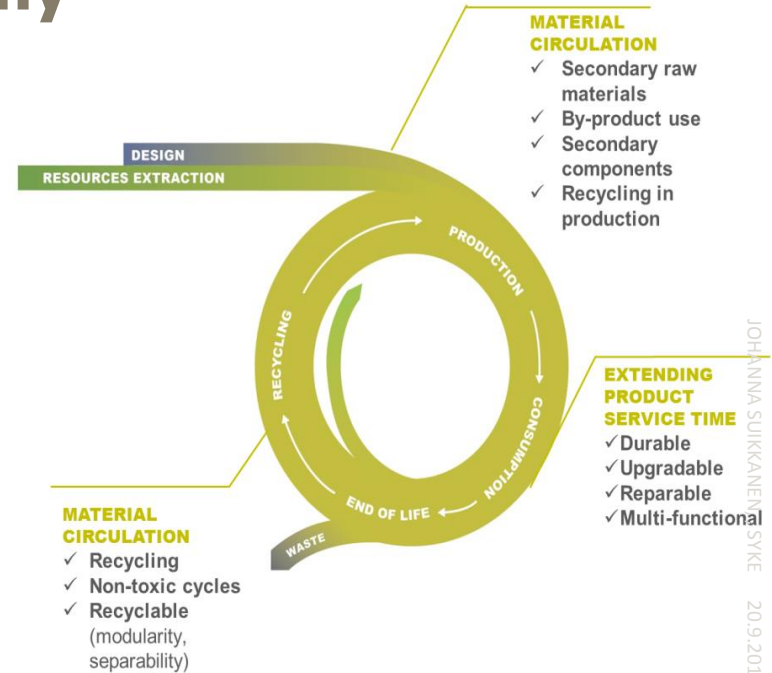 MATERIAL
CIRCULATION
✓ Secondary raw
materials
✓ By-product use
✓ Secondary
components
✓ Recycling in
production
DESIGN
RESOURCES EXTRACTION
PRODUCTION
CONSUMPTION
END OF LIFE
RECYCLING
WASTE
EXTENDING
PRODUCT
SERVICE TIME
✓Durable
✓Upgradable
✓Reparable
✓Multi-functional
MATERIAL
CIRCULATION
✓ Recycling
✓ Non-toxic cycles
✓ Recyclable
(modularity,
separability)
JOHANNA SUIKKANEN SYKE 20.9.201